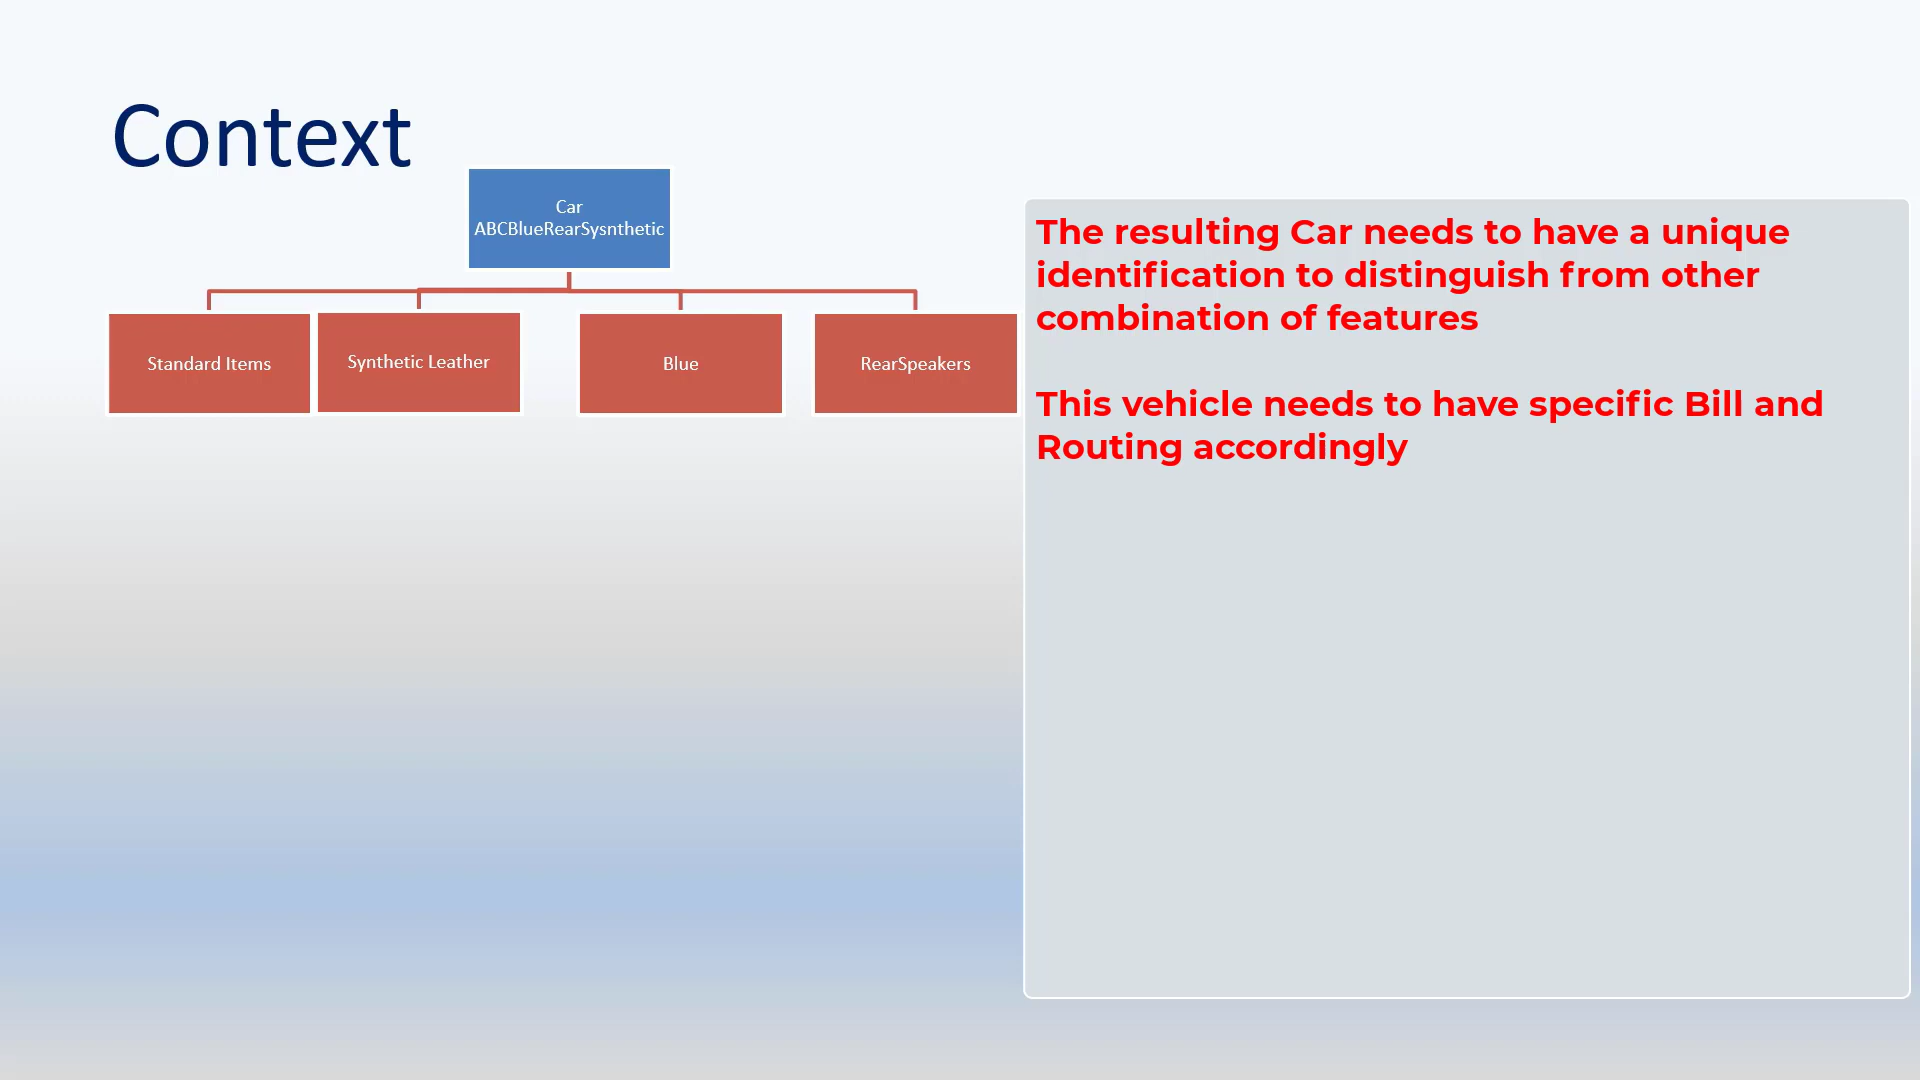 Context
Car
ABCBlueRearSysnthetic
Standard Items
Synthetic Leather
Blue
RearSpeakers
The resulting Car needs to have a unique
identification to distinguish from other
combination of features
This vehicle needs to have specific Bill and
Routing accordingly